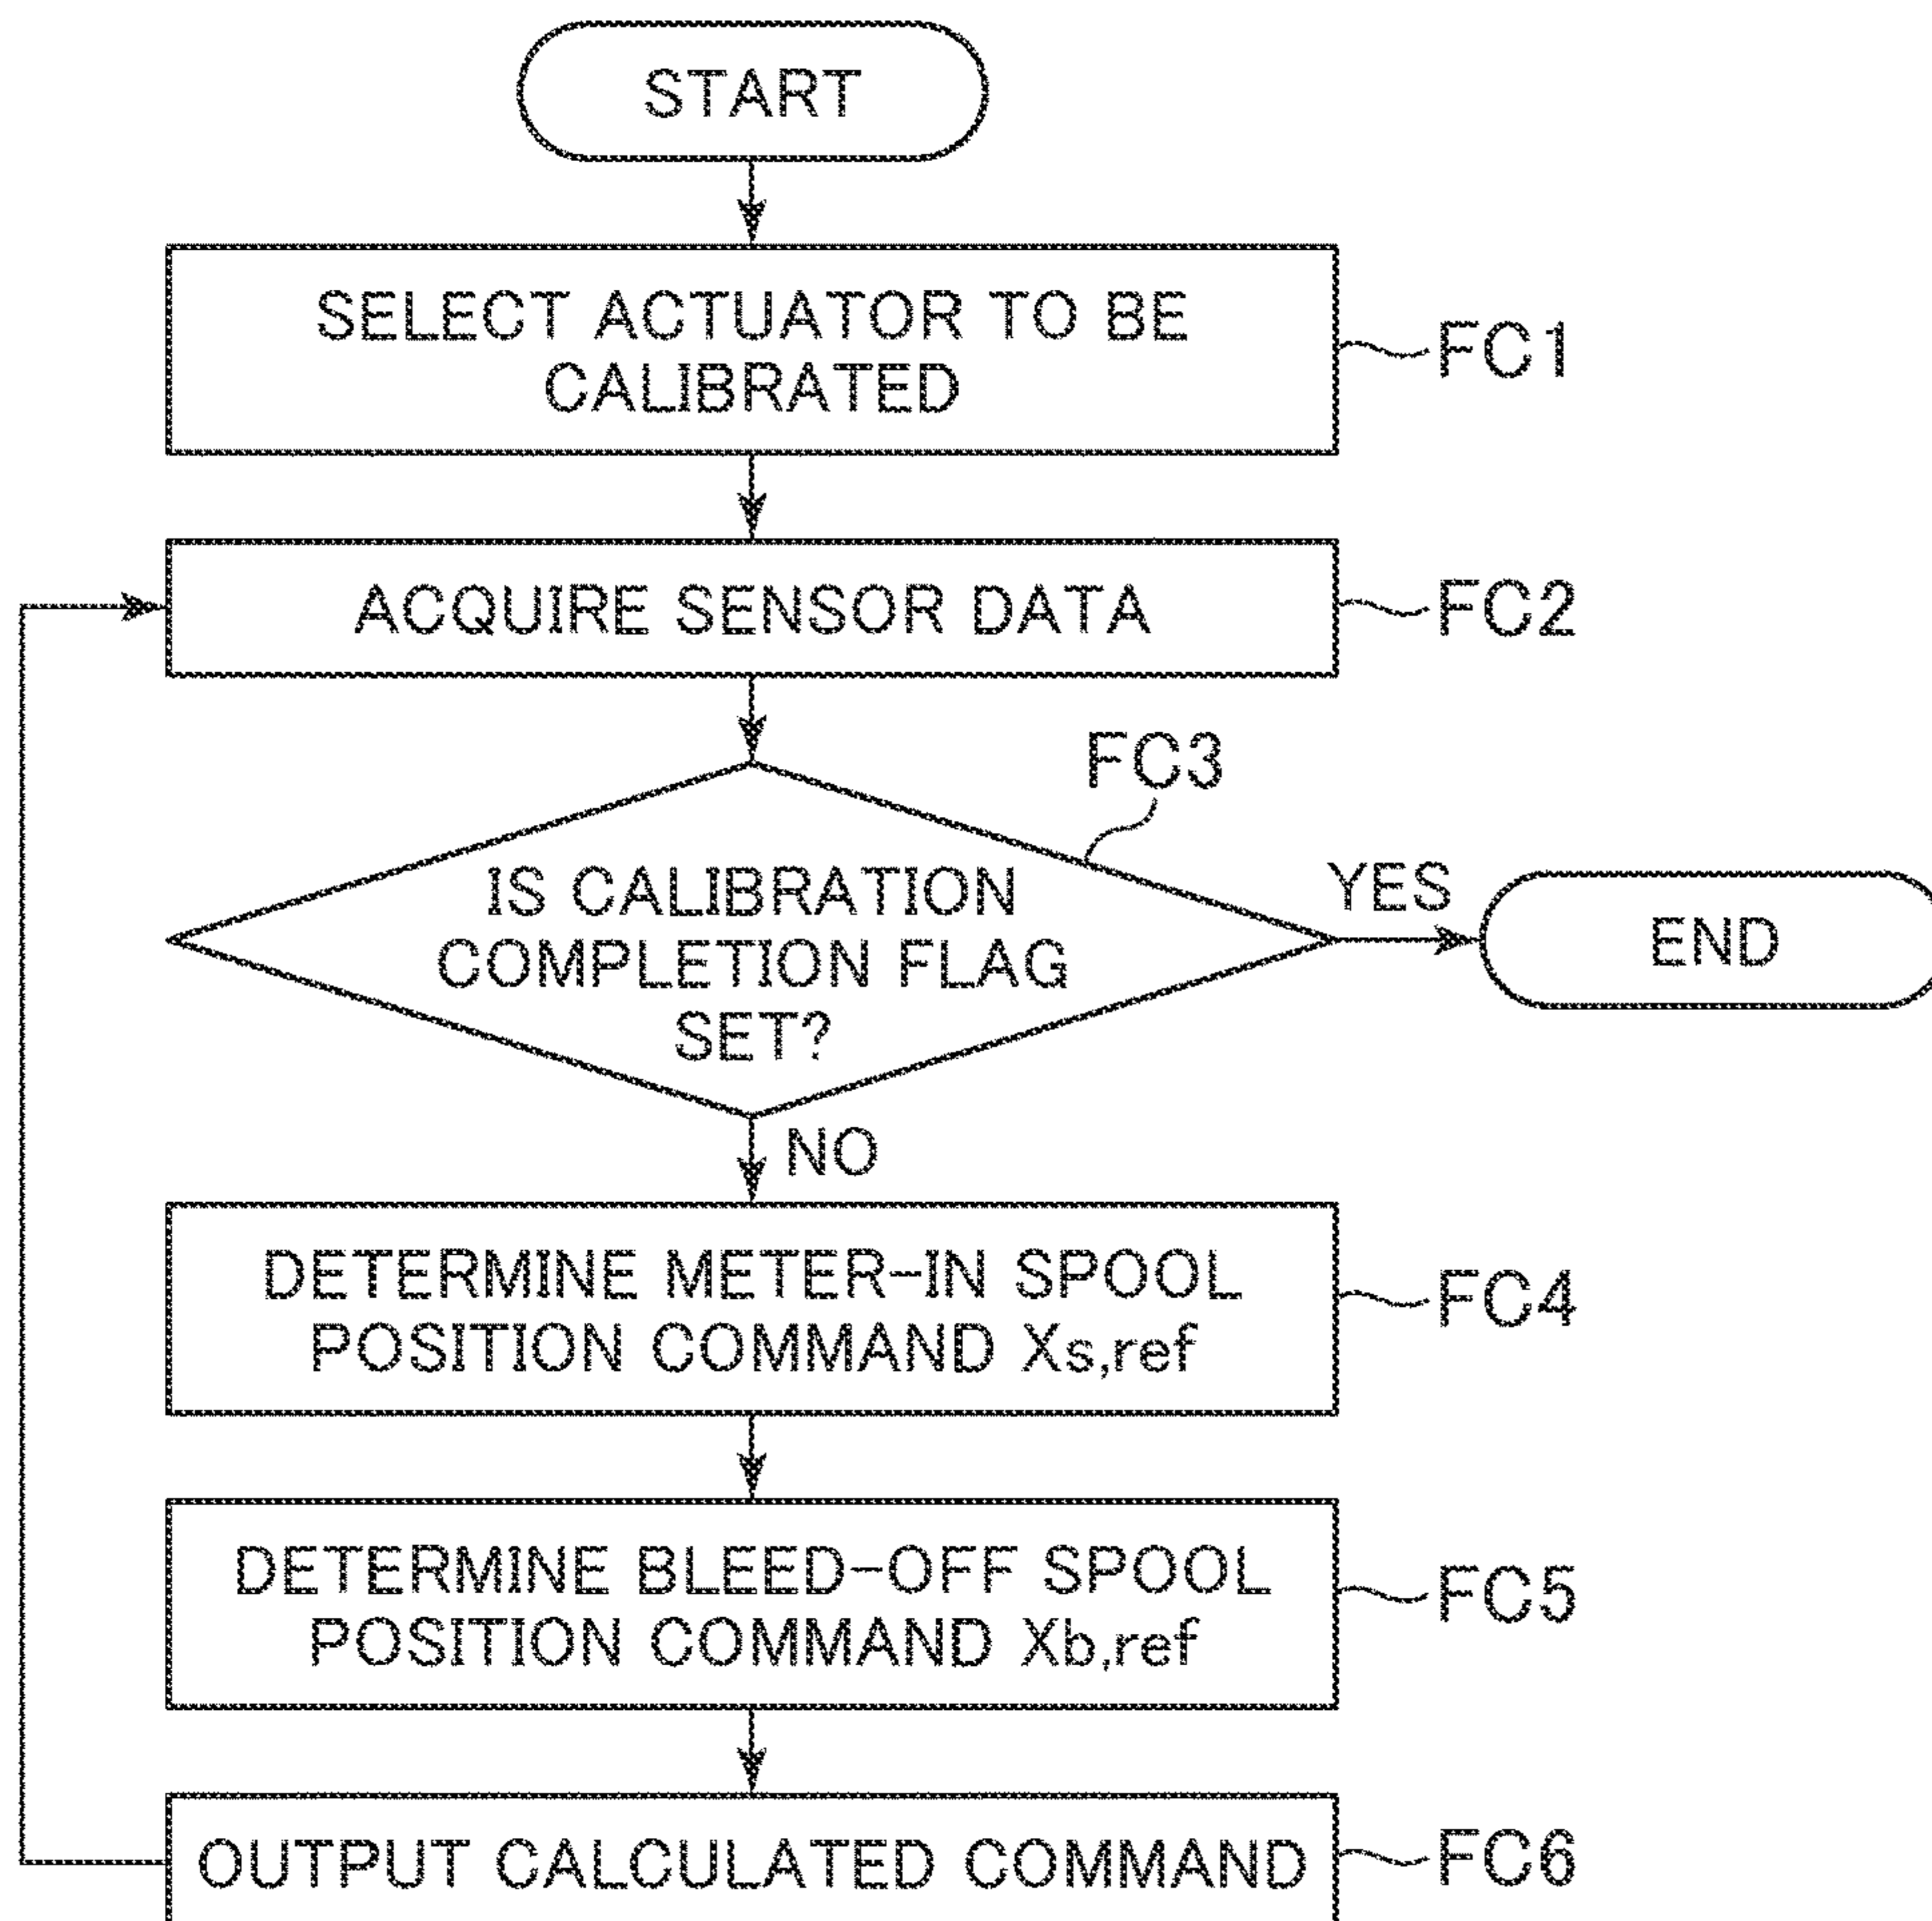 START
SELECT ACTUATOR TO BE
CALIBRATED
FC1
ACQUIRE SENSOR DATA
FC2
FC3
IS CALIBRATION
COMPLETION FLAG
SET?
YES
END
NO
DETERMINE METER-IN SPOOL
POSITION COMMAND Xs,ref
FC4
DETERMINE BLEED-OFF SPOOL
POSITION COMMAND Xb,ref
FC5
OUTPUT CALCULATED COMMAND
FC6